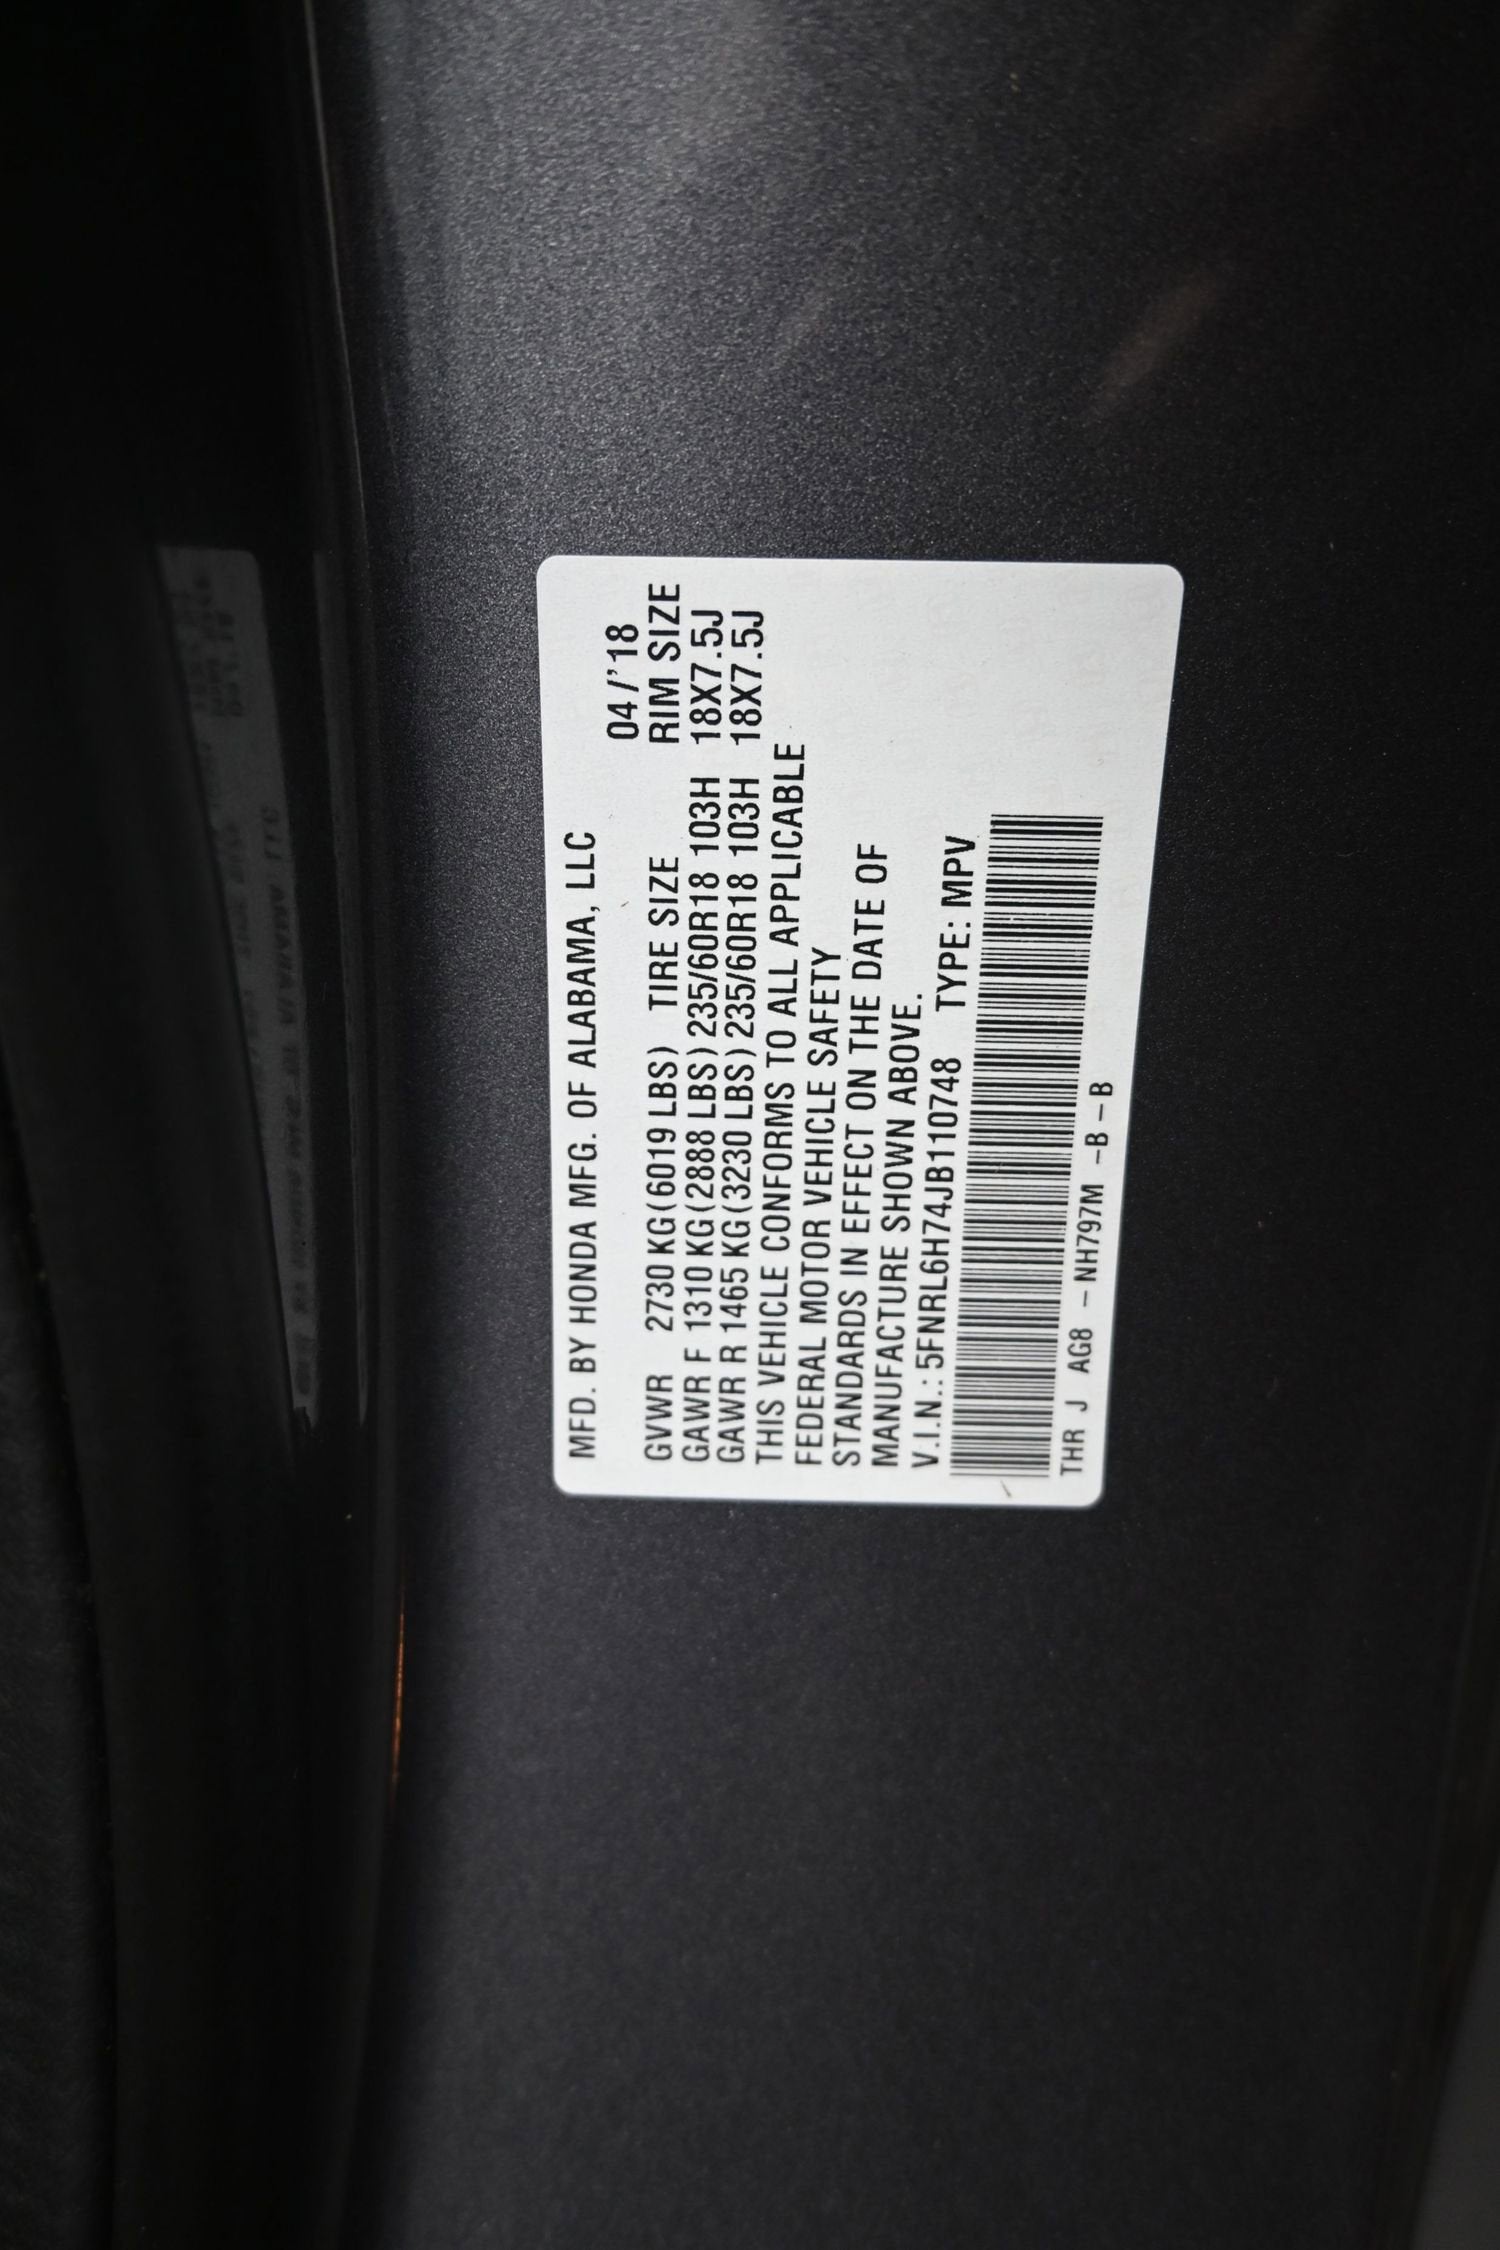 MFD. BY HONDA MFG. OF ALABAMA, LLC
04/'18
GVWR 2730 KG(6019 LBS) TIRE SIZE RIM SIZE
GAWR F 1310 KG(2888 LBS) 235/60R18 103H 18X7.5J
GAWR R 1465 KG(3230 LBS) 235/60R18 103H 18X7.5J
THIS VEHICLE CONFORMS TO ALL APPLICABLE
FEDERAL MOTOR VEHICLE SAFETY
STANDARDS IN EFFECT ON THE DATE OF
MANUFACTURE SHOWN ABOVE.
V.I.N.: 5FNRL6H74JB110748 TYPE: MPV
THR J AG8 - NH797M -B-B